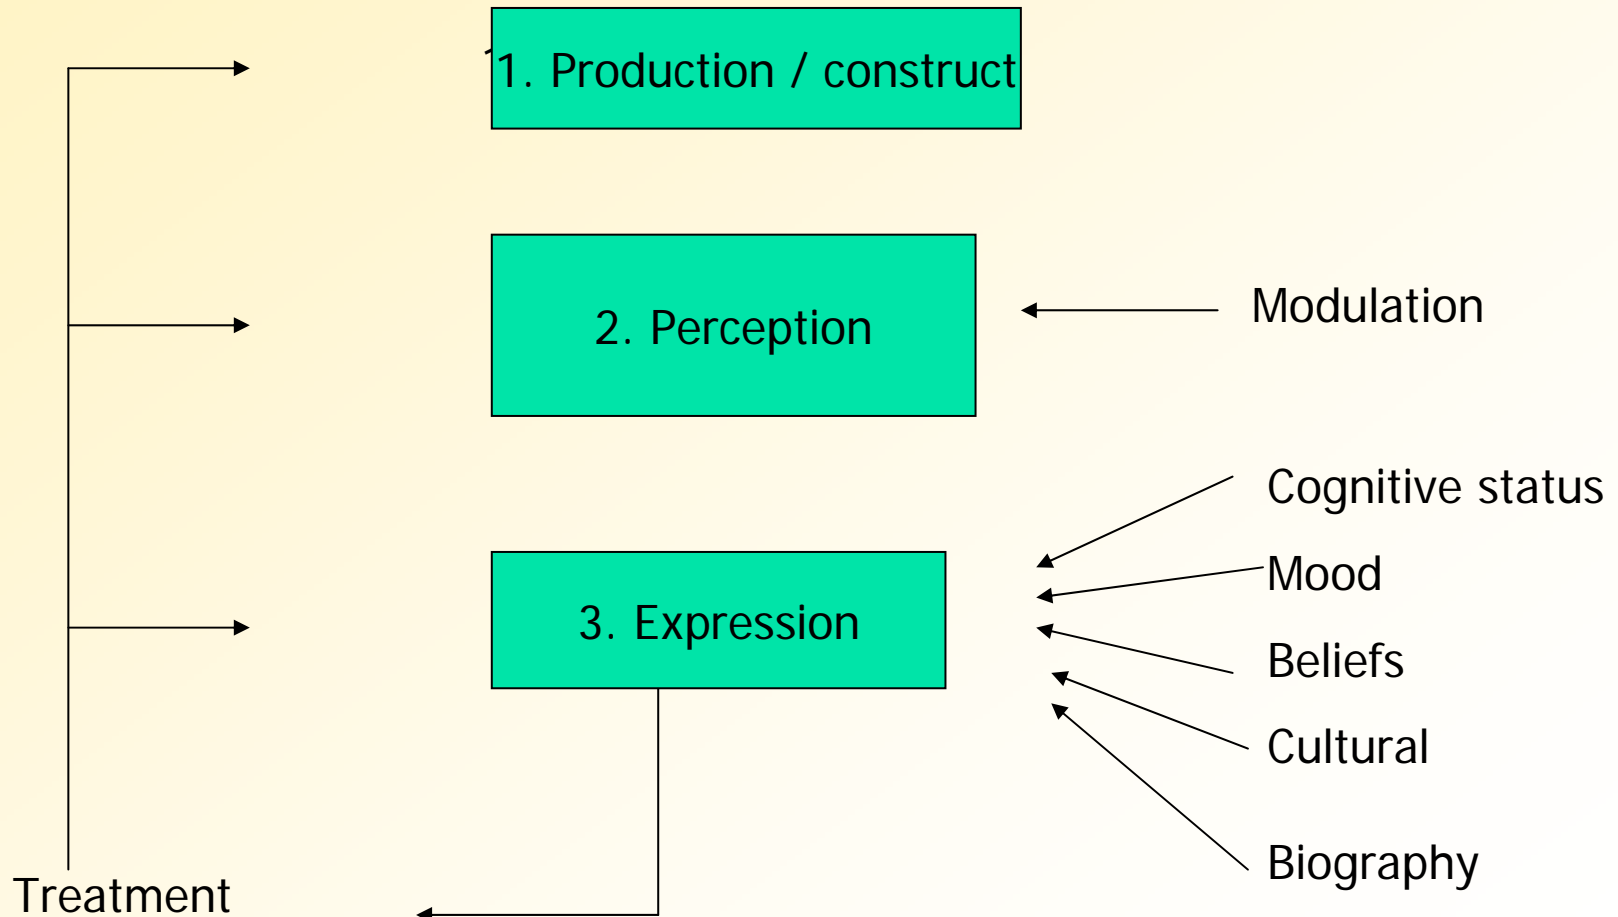 1. Production / construct
2. Perception
Modulation
Cognitive status
Mood
3. Expression
Beliefs
Cultural
Biography
Treatment